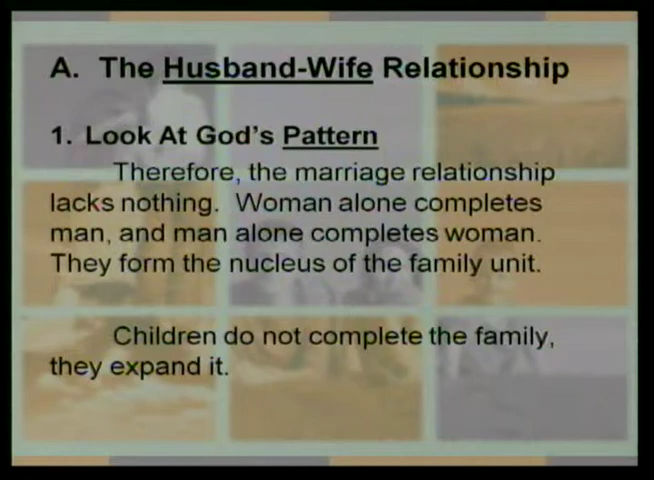 A. The Husband-Wife Relationship
1. Look At God's Pattern
Therefore, the marriage relationship
lacks nothing. Woman alone completes
man, and man alone completes woman.
They form the nucleus of the family unit.
Children do not complete the family,
they expand it.